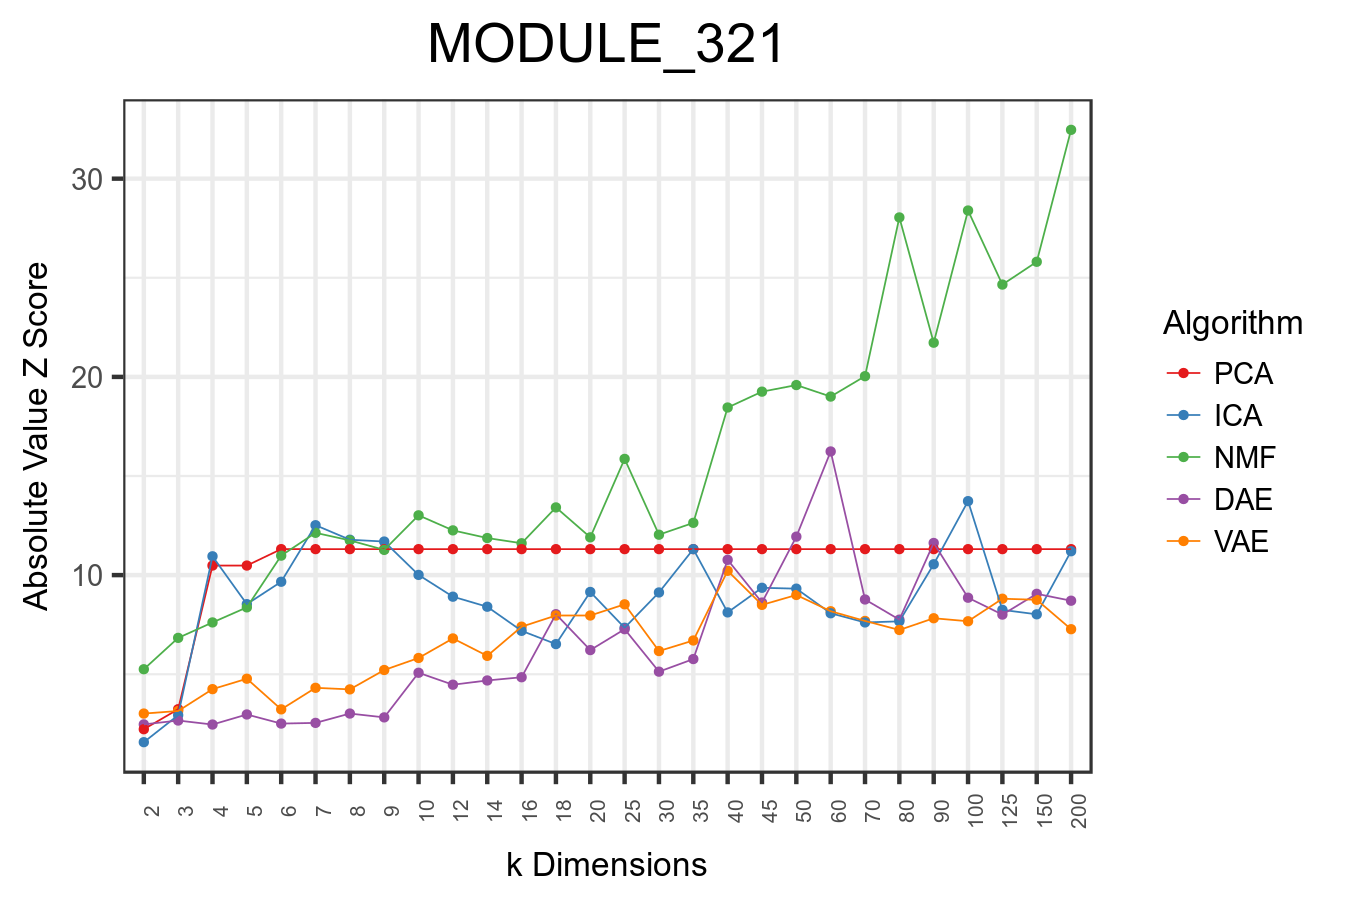 MODULE_321
Absolute Value Z Score
30
20
10
2 3 4 5 6 7 8 9 10 12 14 16 18 20 25 30 35 40 45 50 60 70 80 90 100 125 150 200
k Dimensions
Algorithm
PCA
ICA
NMF
DAE
VAE